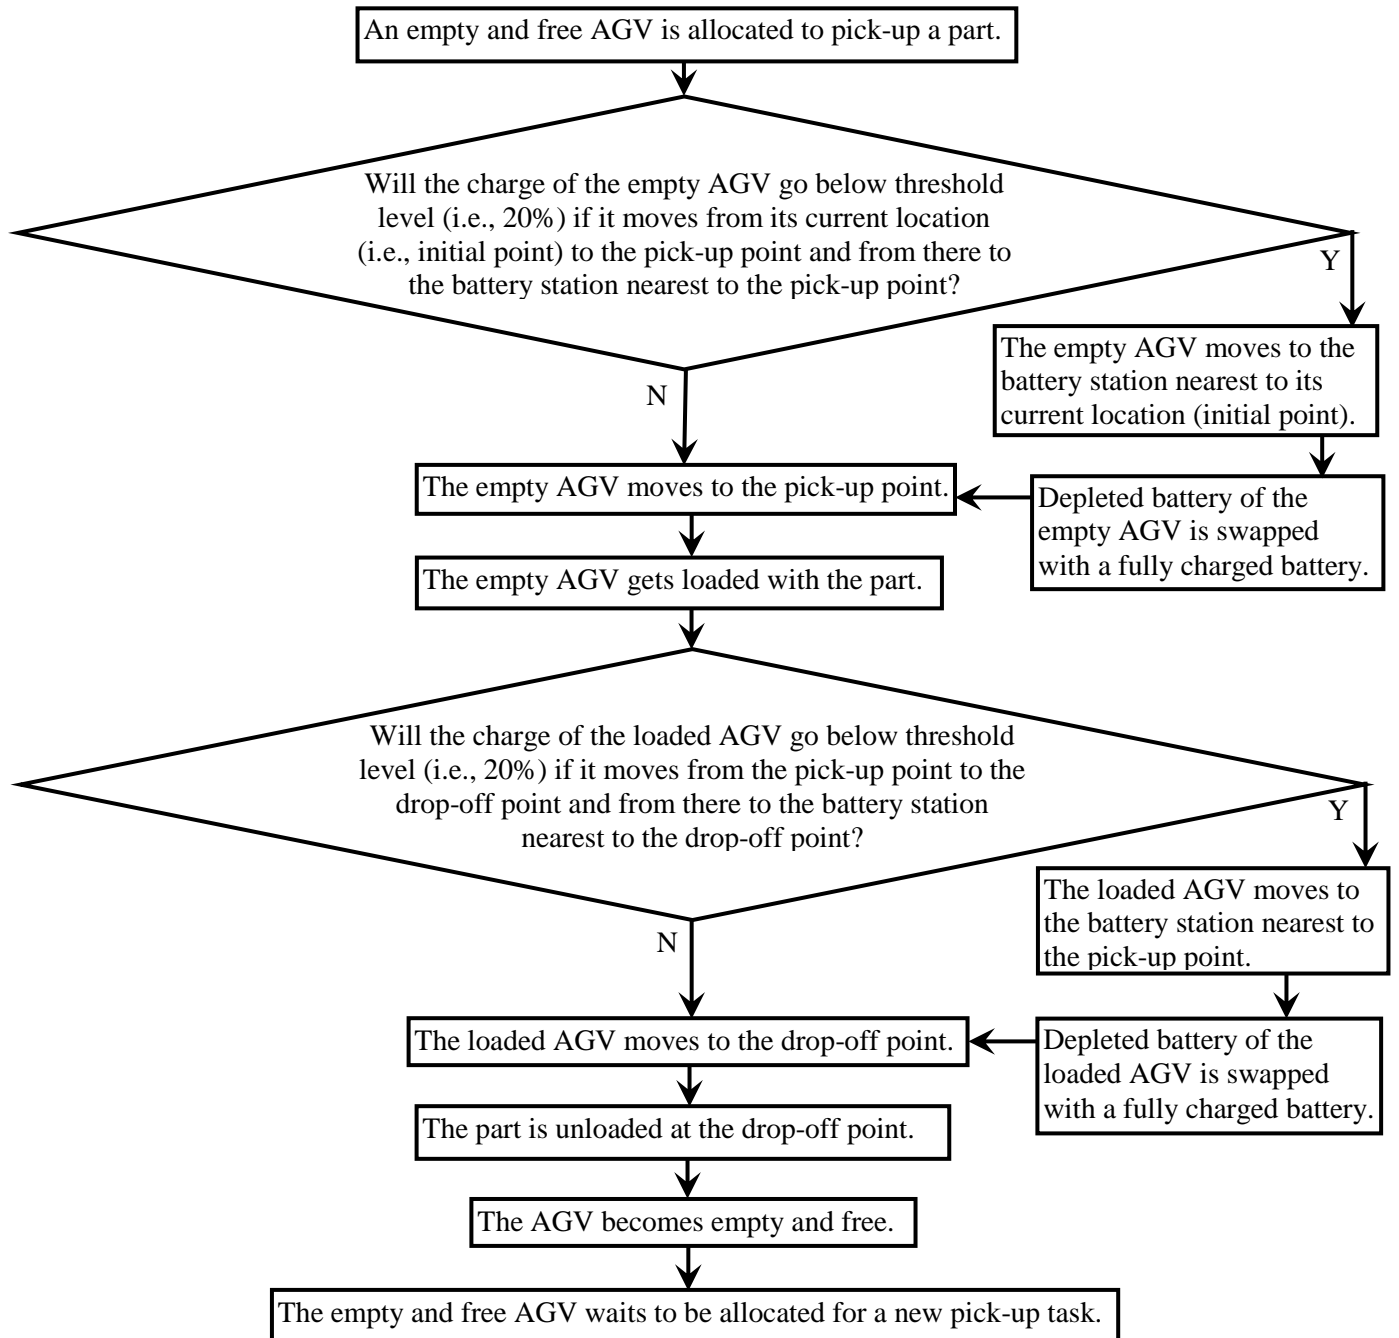 An empty and free AGV is allocated to pick-up a part.
Will the charge of the empty AGV go below threshold
level (i.e., 20%) if it moves from its current location
(i.e., initial point) to the pick-up point and from there to
the battery station nearest to the pick-up point?
Y
The empty AGV moves to the
battery station nearest to its
current location (initial point).
N
The empty AGV moves to the pick-up point.
Depleted battery of the
empty AGV is swapped
with a fully charged battery.
The empty AGV gets loaded with the part.
Will the charge of the loaded AGV go below threshold
level (i.e., 20%) if it moves from the pick-up point to the
drop-off point and from there to the battery station
nearest to the drop-off point?
Y
The loaded AGV moves to
the battery station nearest to
the pick-up point.
N
The loaded AGV moves to the drop-off point.
Depleted battery of the
loaded AGV is swapped
with a fully charged battery.
The part is unloaded at the drop-off point.
The AGV becomes empty and free.
The empty and free AGV waits to be allocated for a new pick-up task.